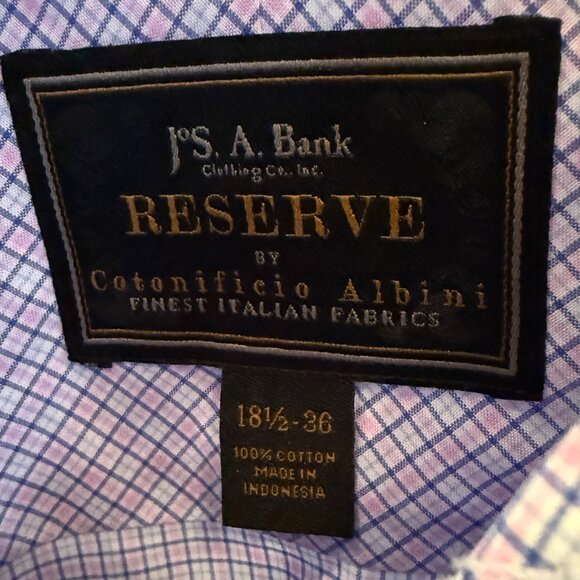 JoS. A. Bank
Clothing Co., Inc.
RESERVE
BY
Cotonificio Albini
FINEST ITALIAN FABRICS
18½-36
100% COTTON
MADE IN
INDONESIA